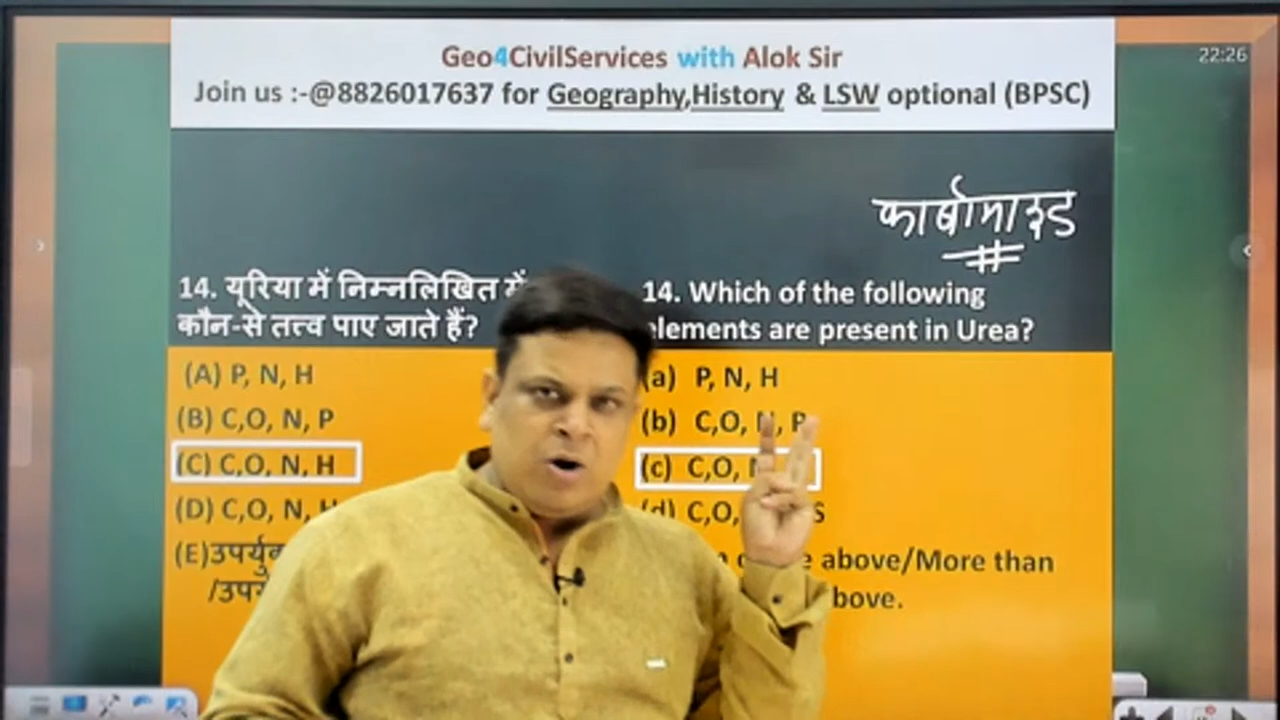 Geo4CivilServices with Alok Sir
Join us :-@8826017637 for Geography,History & LSW optional (BPSC)
22:26
कार्बामाइड
14. यूरिया में निम्नलिखित में
कौन-से तत्त्व पाए जाते हैं?
(A) P, N, H
(B) C,O, N, P
(C) C,O, N, H
(D) C,O, N,
(E)उपर्युक्त
14. Which of the following
elements are present in Urea?
(a) P, N, H
(b) C,O, N, P
(c) C,O, N
(d) C,O, S
above/More than
above.